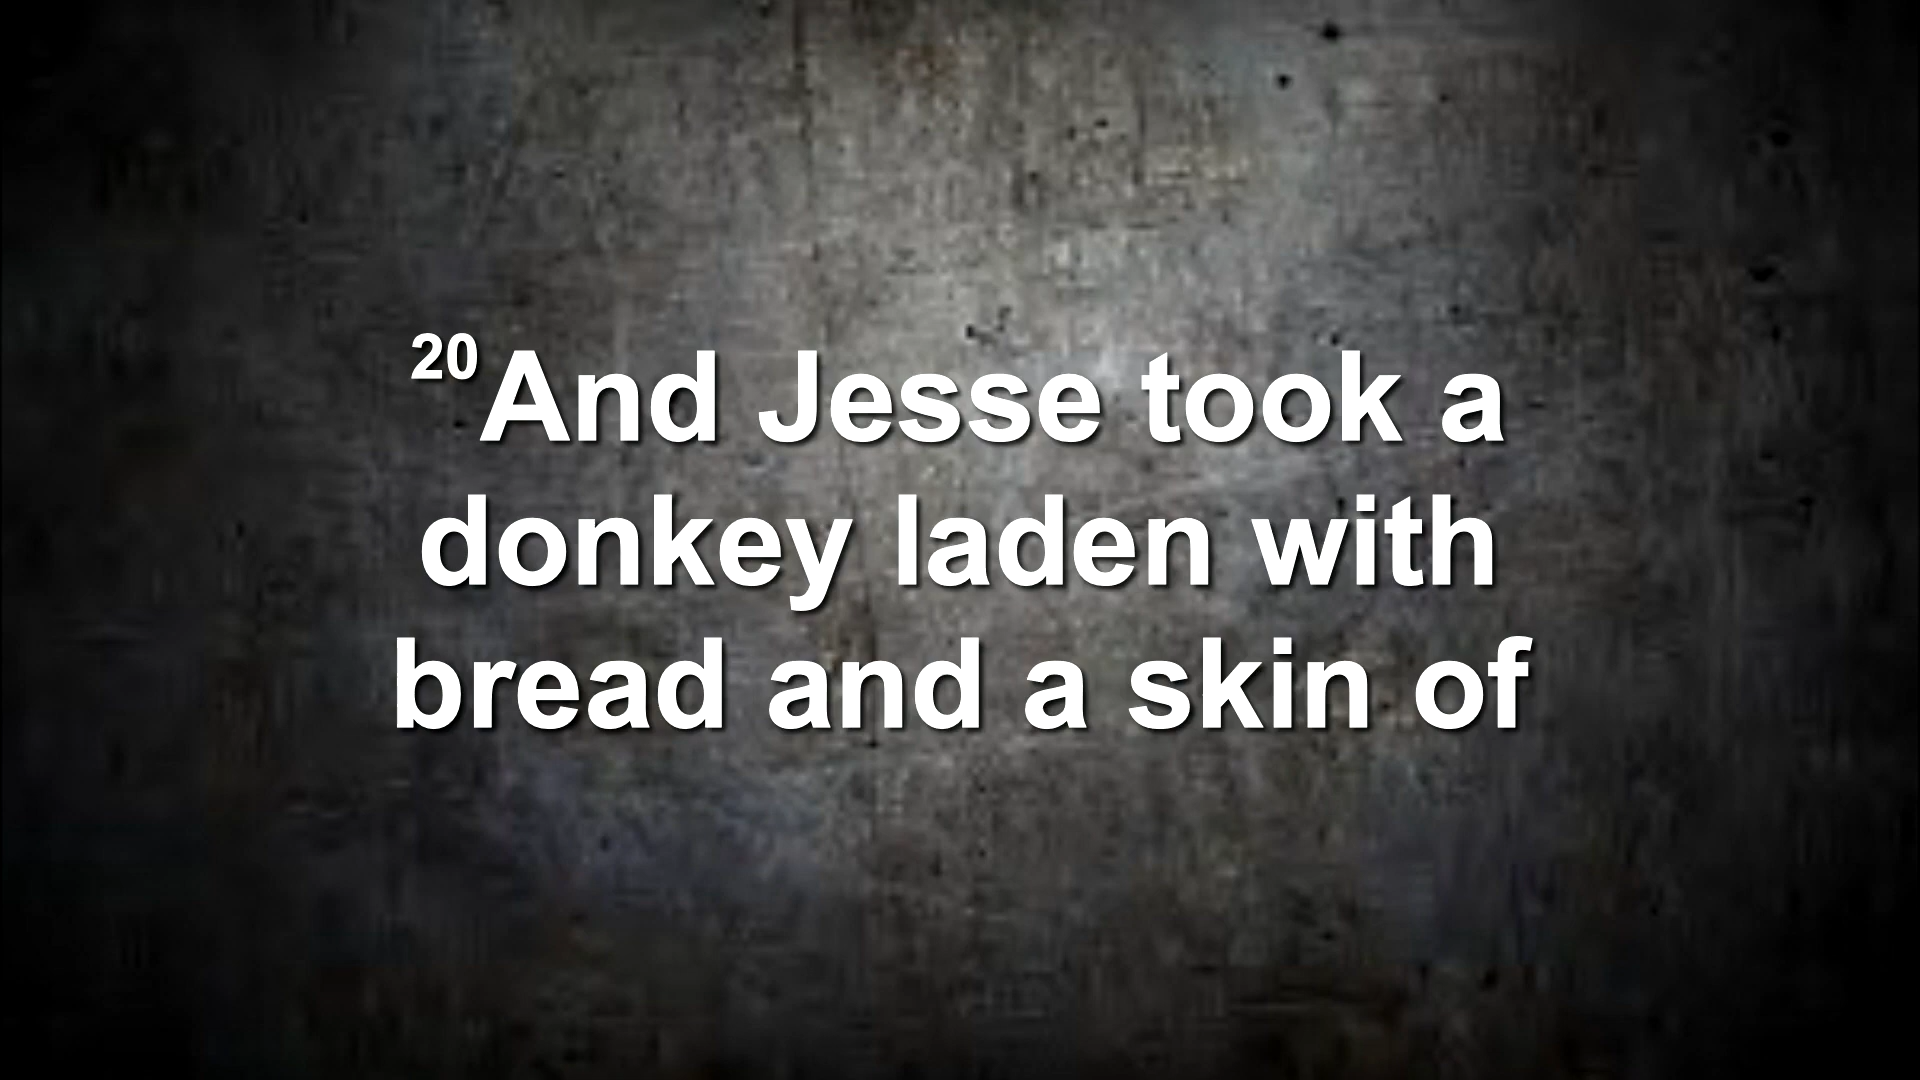 20And Jesse took a
donkey laden with
bread and a skin of